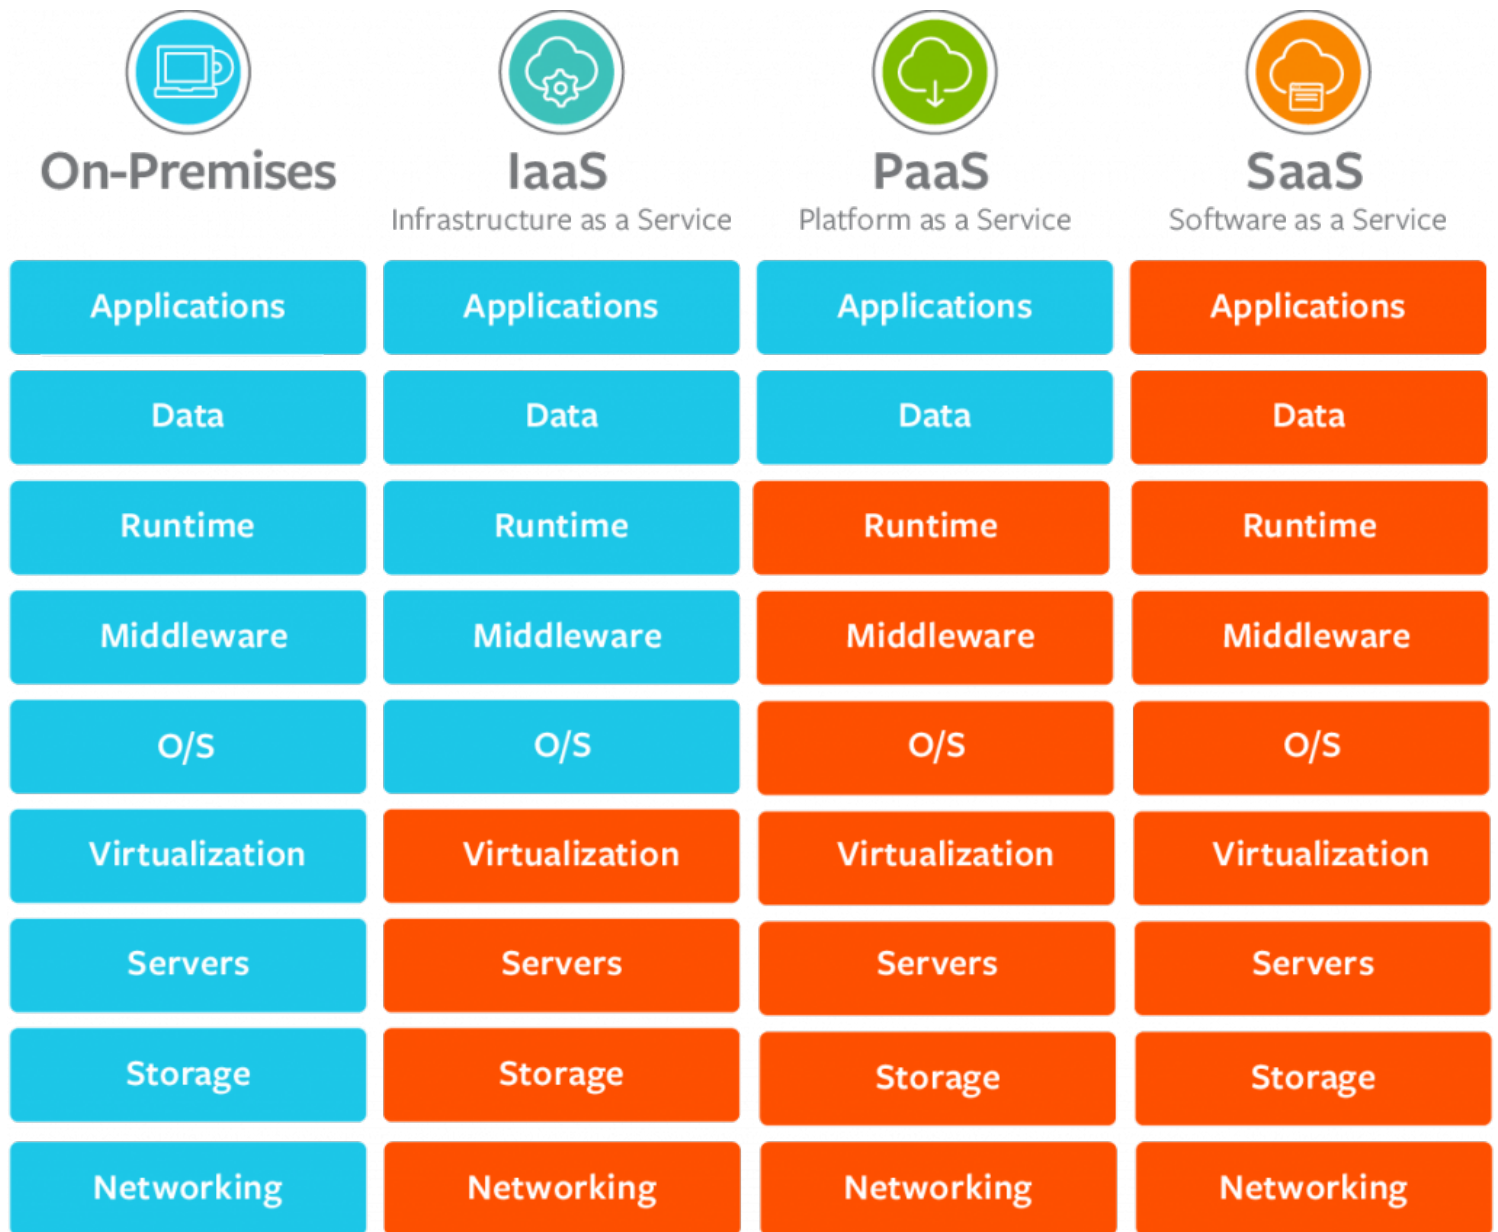 On-Premises
IaaS
Infrastructure as a Service
PaaS
Platform as a Service
SaaS
Software as a Service
Applications Applications Applications Applications
Data Data Data Data
Runtime Runtime Runtime Runtime
Middleware Middleware Middleware Middleware
O/S O/S O/S O/S
Virtualization Virtualization Virtualization Virtualization
Servers Servers Servers Servers
Storage Storage Storage Storage
Networking Networking Networking Networking